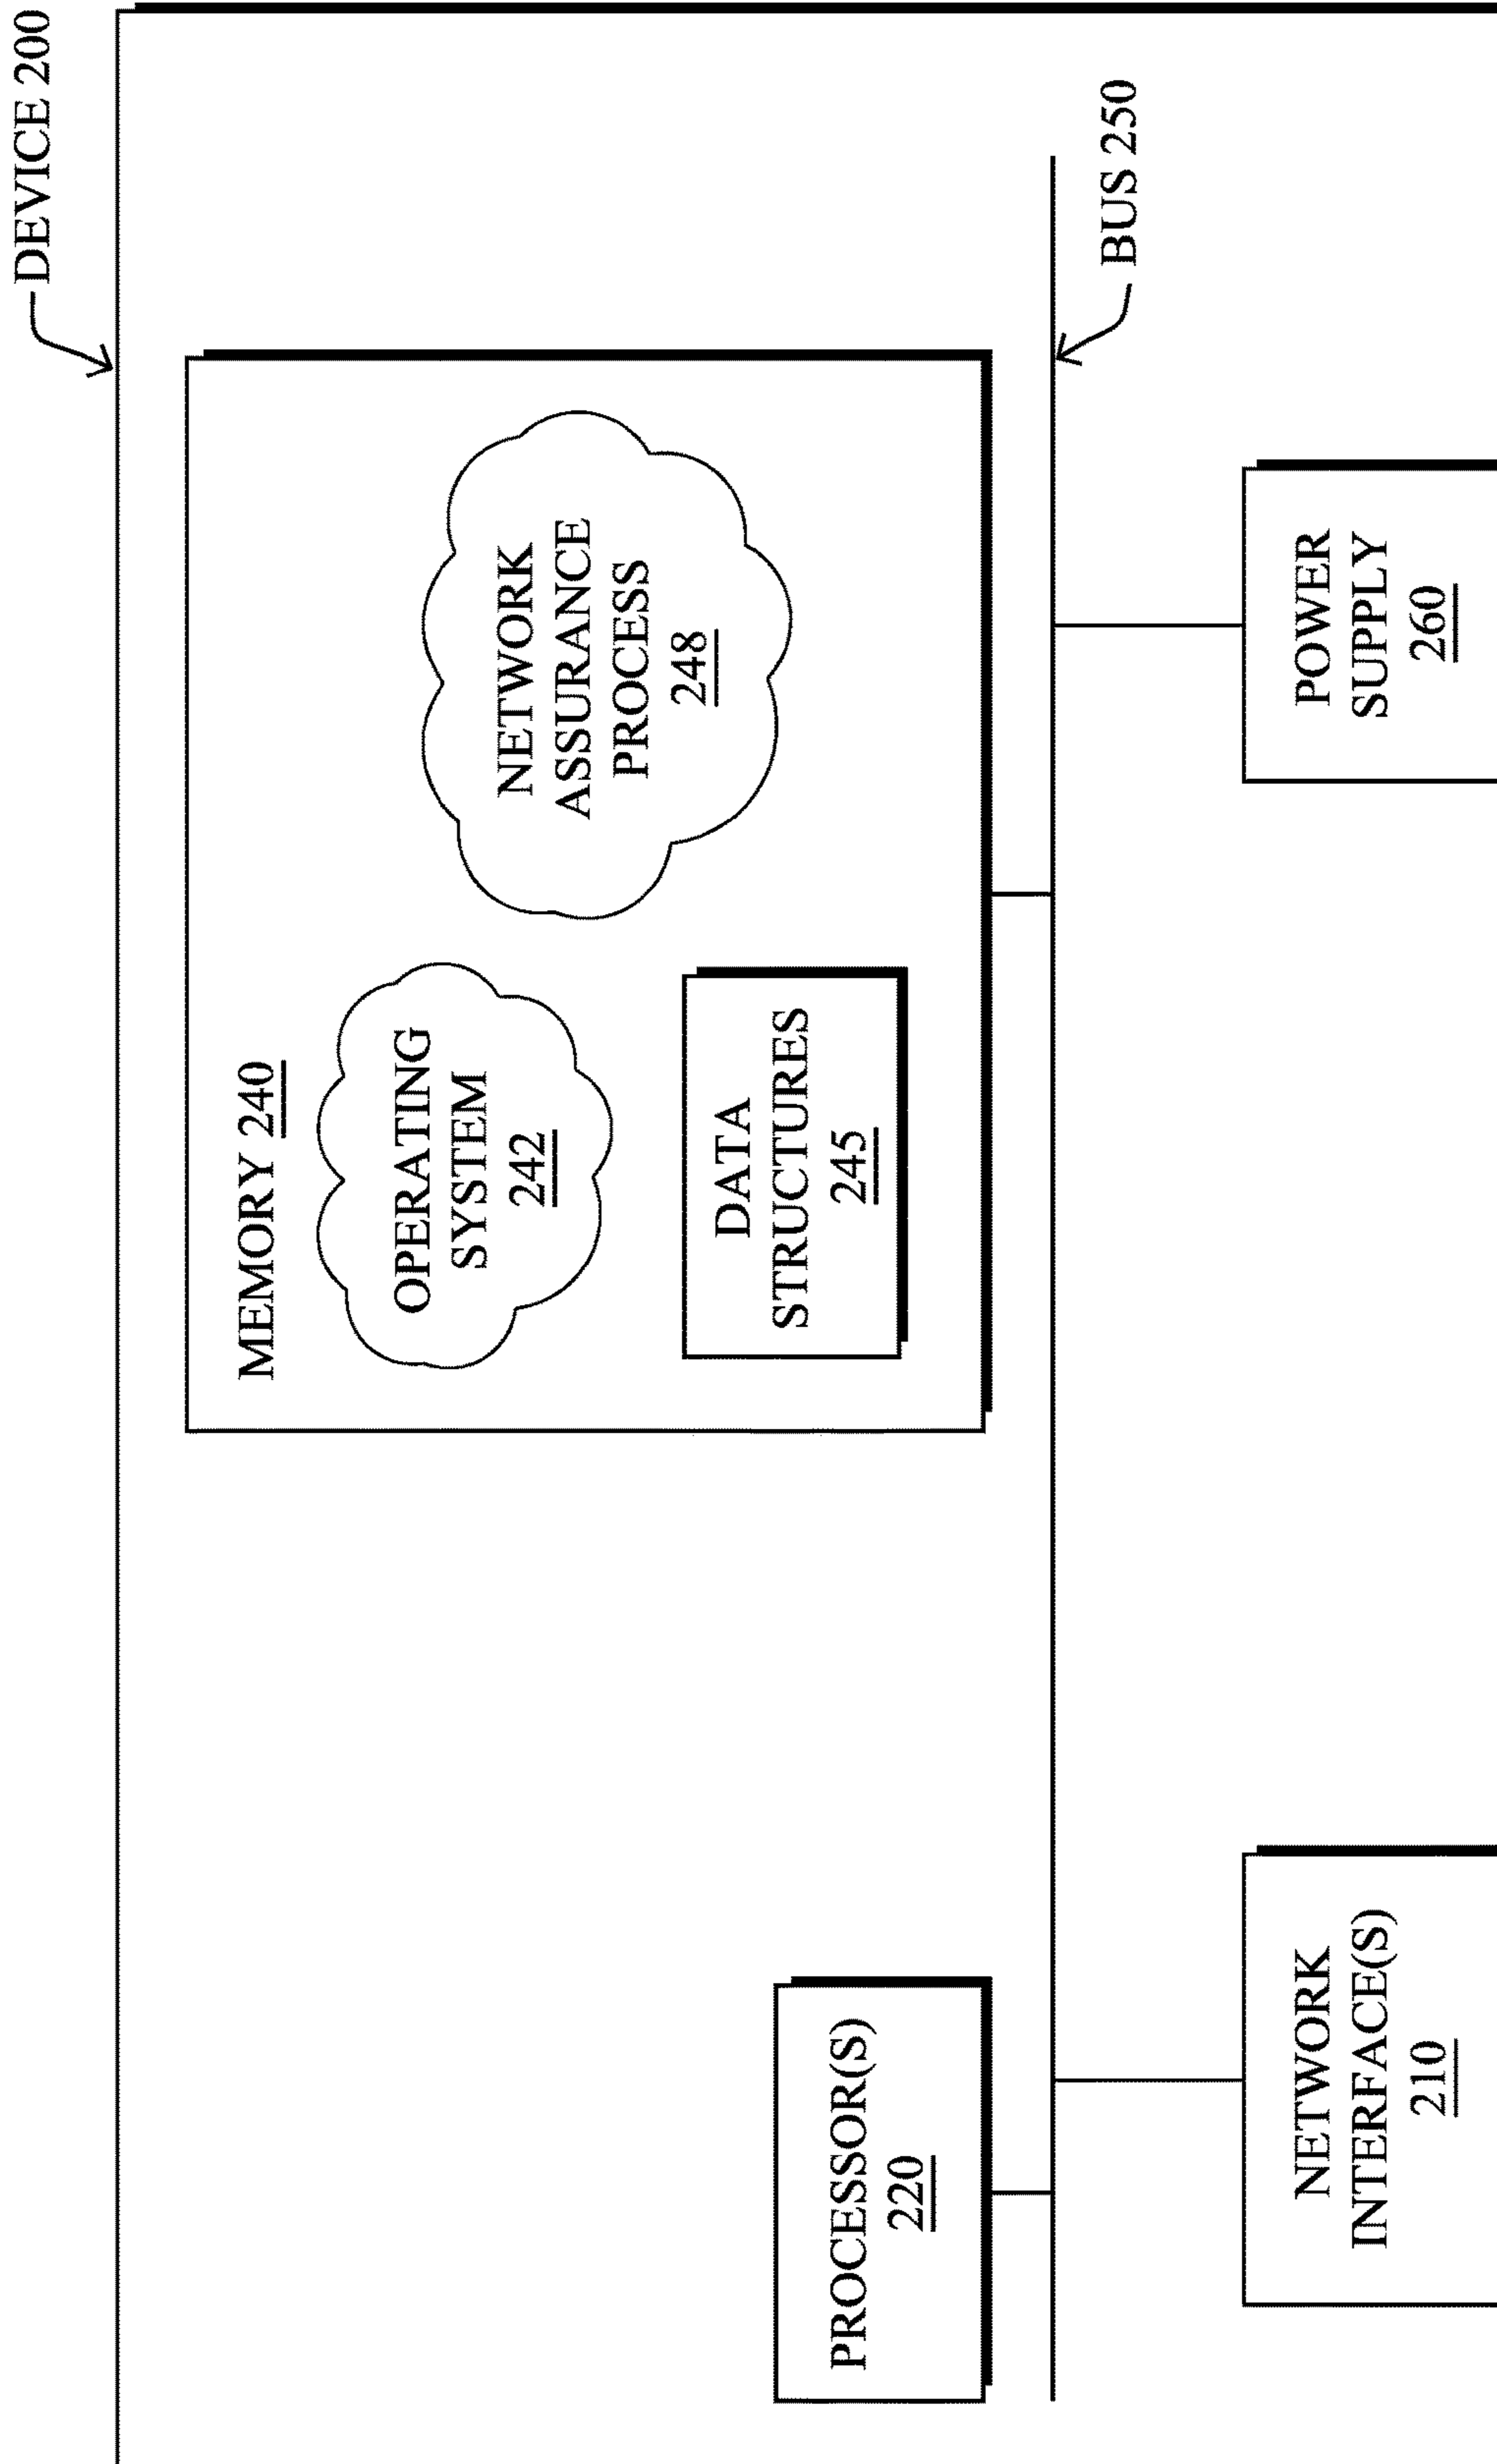 DEVICE 200
MEMORY 240
OPERATING
SYSTEM
242
NETWORK
ASSURANCE
PROCESS
248
DATA
STRUCTURES
245
PROCESSOR(S)
220
BUS 250
NETWORK
INTERFACE(S)
210
POWER
SUPPLY
260